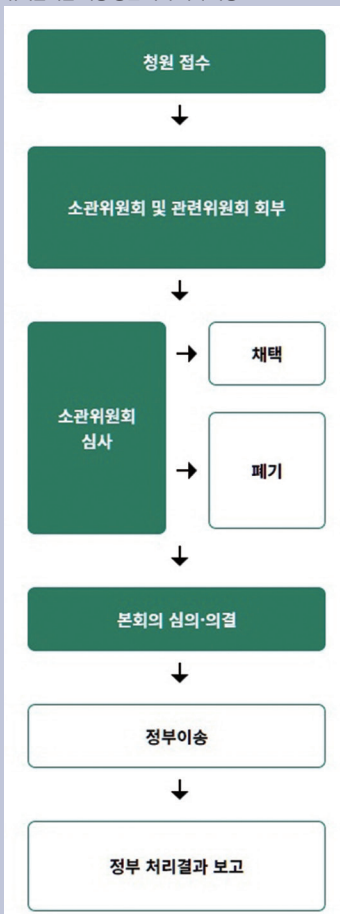 청원 접수
소관위원회 및 관련위원회 회부
소관위원회
심사
채택
폐기
본회의 심의·의결
정부이송
정부 처리결과 보고